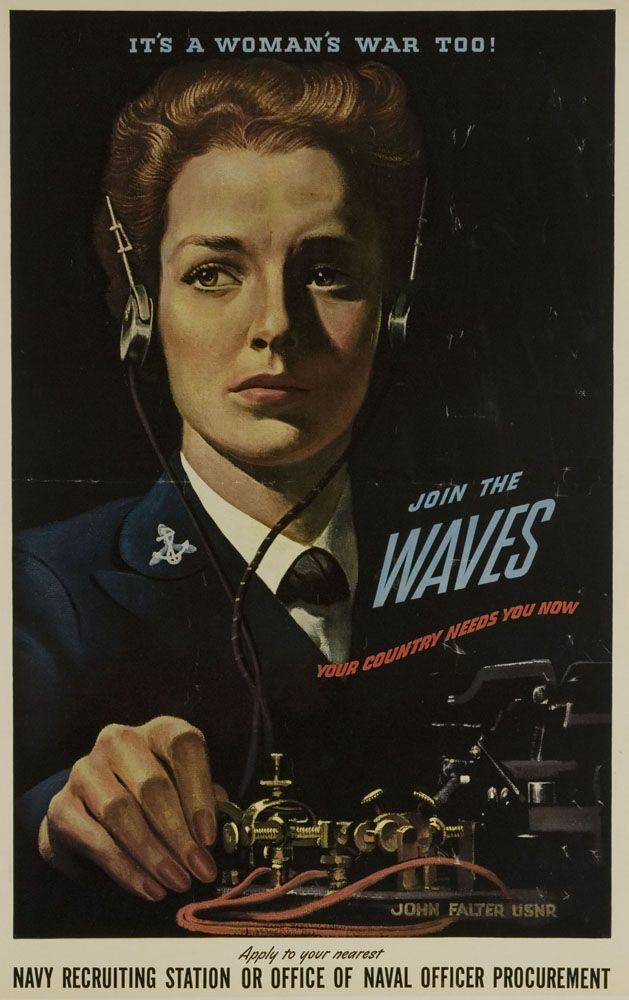 IT'S A WOMAN'S WAR TOO!
JOIN THE
WAVES
YOUR COUNTRY NEEDS YOU NOW
JOHN FALTER USNR
Apply to your nearest
NAVY RECRUITING STATION OR OFFICE OF NAVAL OFFICER PROCUREMENT